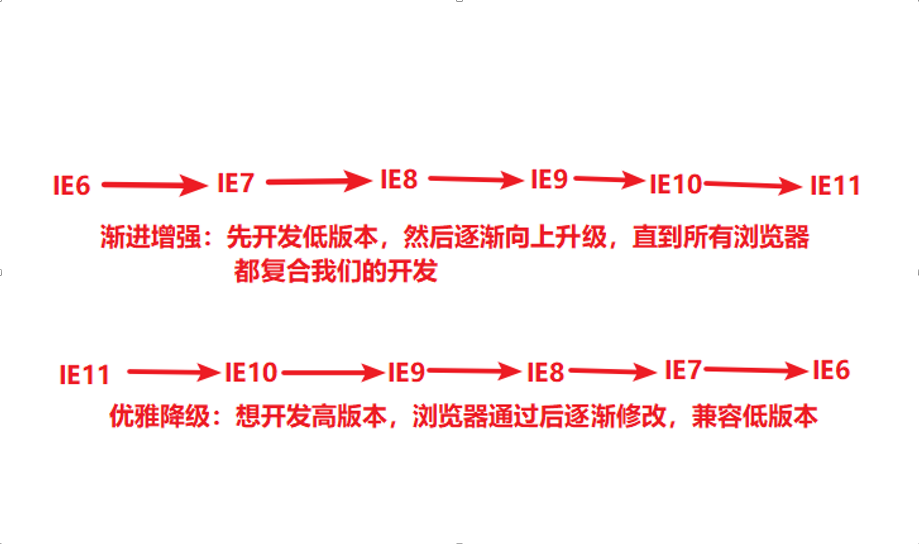 IE6 IE7 IE8 IE9 IE10 IE11
渐进增强：先开发低版本，然后逐渐向上升级，直到所有浏览器
都复合我们的开发
IE11 IE10 IE9 IE8 IE7 IE6
优雅降级：想开发高版本，浏览器通过后逐渐修改，兼容低版本